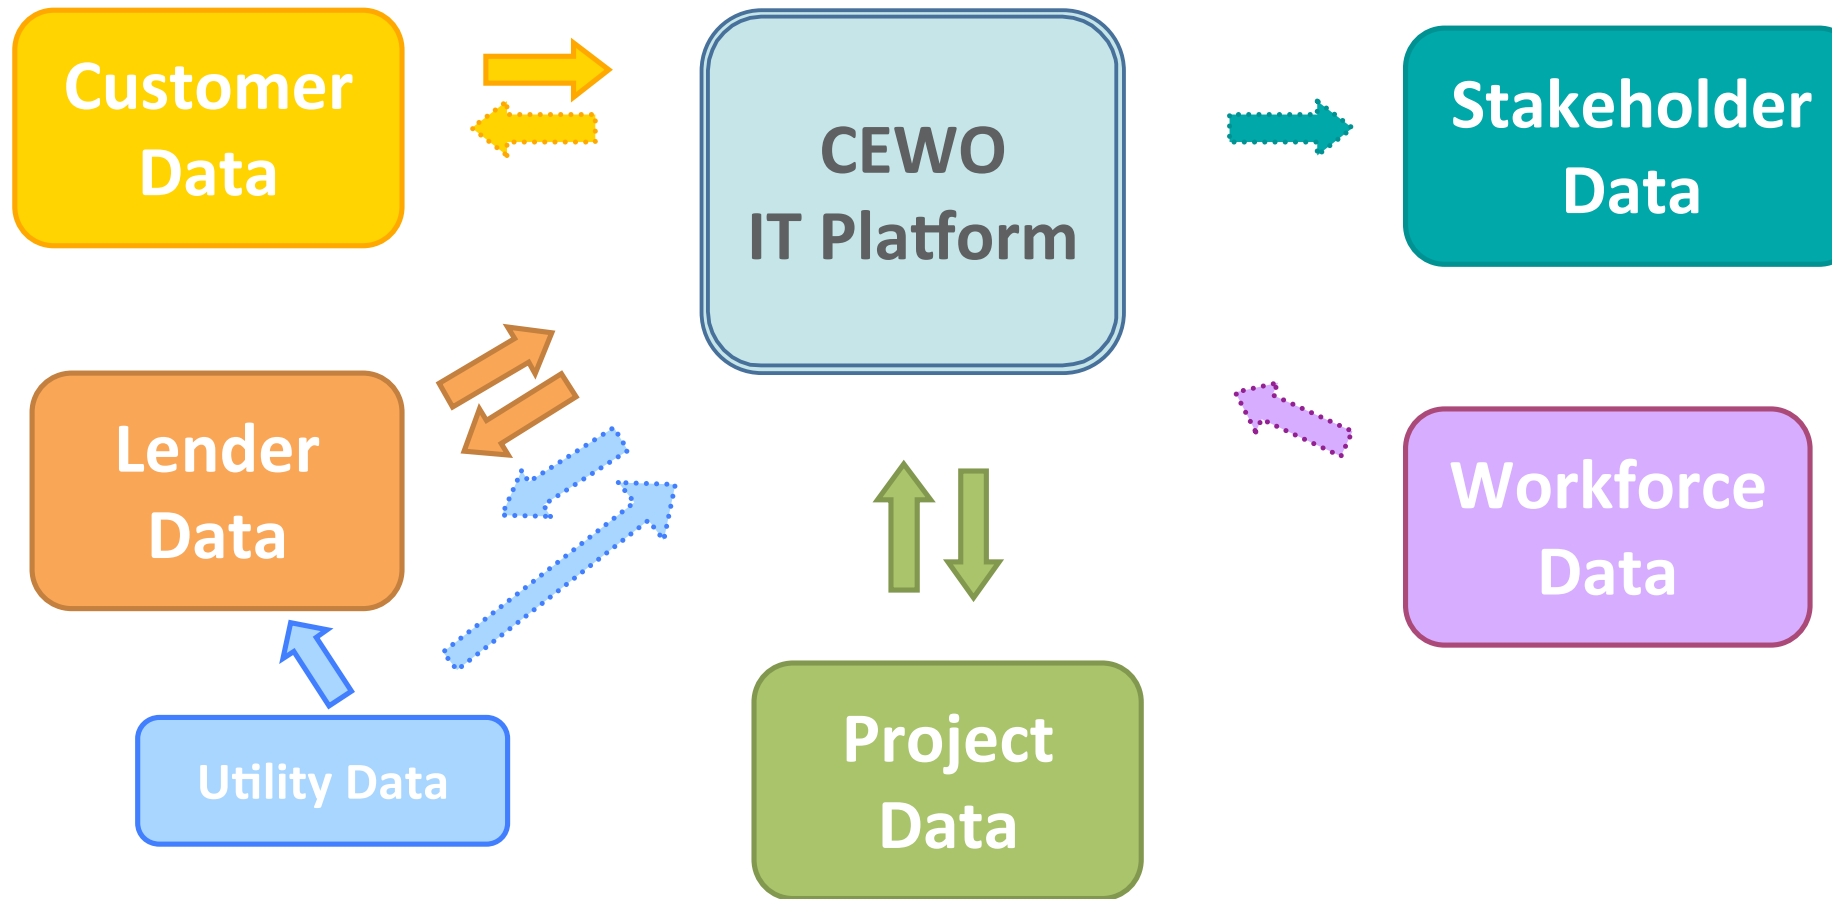 Customer
Data
CEWO
IT Platform
Stakeholder
Data
Lender
Data
Workforce
Data
Utility Data
Project
Data